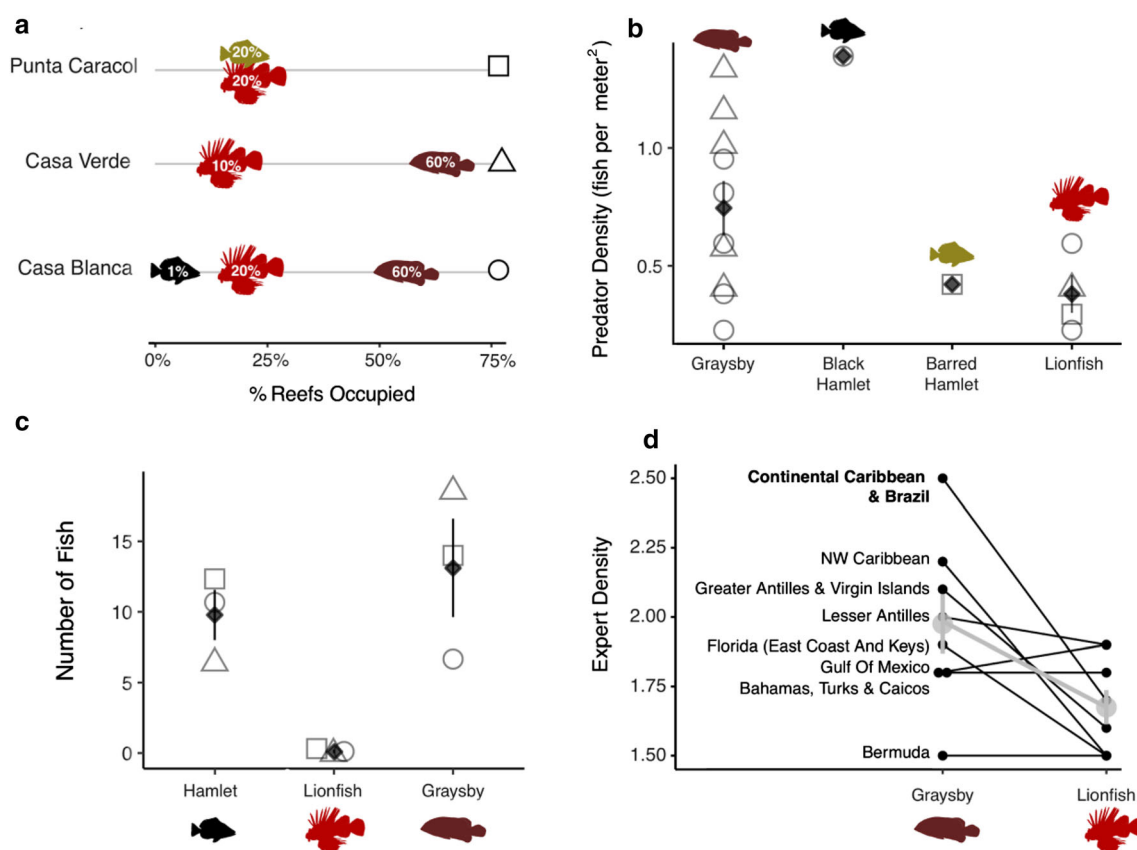 a
Punta Caracol
20%
20%
Casa Verde
10%
60%
Casa Blanca
1%
20%
60%
0%
25%
50%
75%
% Reefs Occupied
b
Predator Density (fish per meter²)
1.0
0.5
Graysby
Black
Hamlet
Barred
Hamlet
Lionfish
c
Number of Fish
15
10
5
0
Hamlet
Lionfish
Graysby
d
Expert Density
2.50
2.25
2.00
1.75
1.50
Continental Caribbean
& Brazil
NW Caribbean
Greater Antilles & Virgin Islands
Lesser Antilles
Florida (East Coast And Keys)
Gulf Of Mexico
Bahamas, Turks & Caicos
Bermuda
Graysby
Lionfish